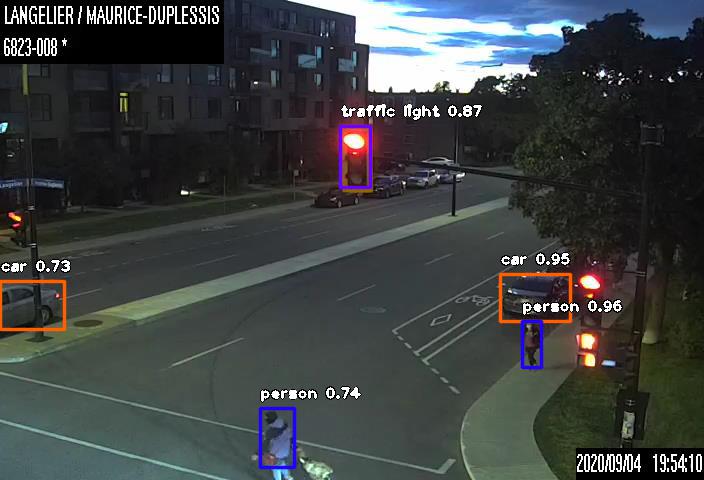 LANGELIER / MAURICE-DUPLESSIS
6823-008 *
traffic light 0.87
Langelier
car 0.73
car 0.95
person 0.96
person 0.74
2020/09/04 19:54:10